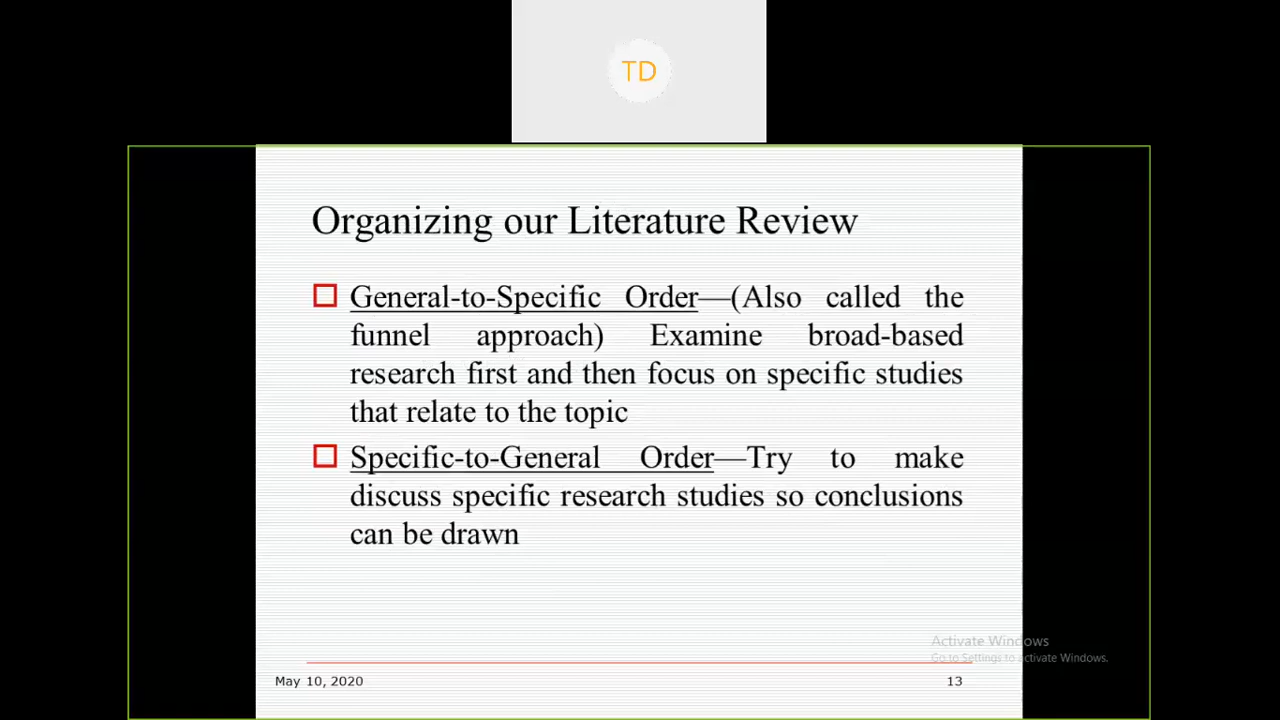 TD
Organizing our Literature Review
General-to-Specific Order—(Also called the
funnel approach) Examine broad-based
research first and then focus on specific studies
that relate to the topic
Specific-to-General Order—Try to make
discuss specific research studies so conclusions
can be drawn
Activate Windows
Go to Settings to activate Windows.
May 10, 2020
13